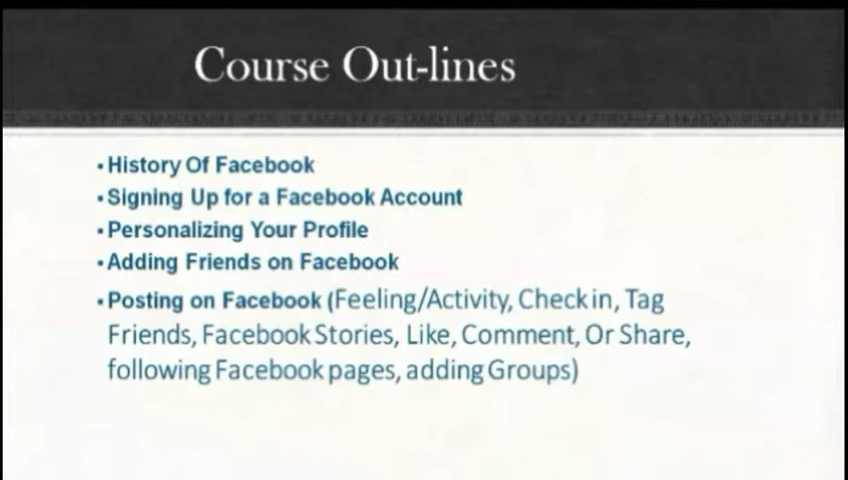 Course Out-lines
▪History Of Facebook
▪Signing Up for a Facebook Account
▪Personalizing Your Profile
▪Adding Friends on Facebook
▪Posting on Facebook (Feeling/Activity, Check in, Tag
Friends, Facebook Stories, Like, Comment, Or Share,
following Facebook pages, adding Groups)